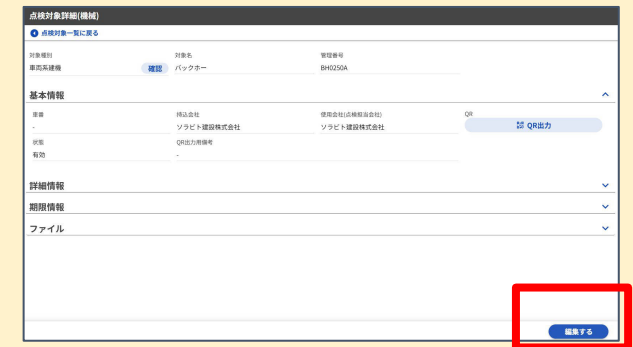 点検対象詳細(機械)
点検対象一覧に戻る
対象種別 対象名 管理番号
車両系建機 確認 バックホー BH0250A
基本情報
車番 持込会社 使用会社(点検担当会社) QR
- ソラビト建設株式会社 ソラビト建設株式会社 QR出力
状態 QR出力用備考
有効 -
詳細情報
期限情報
ファイル
編集する